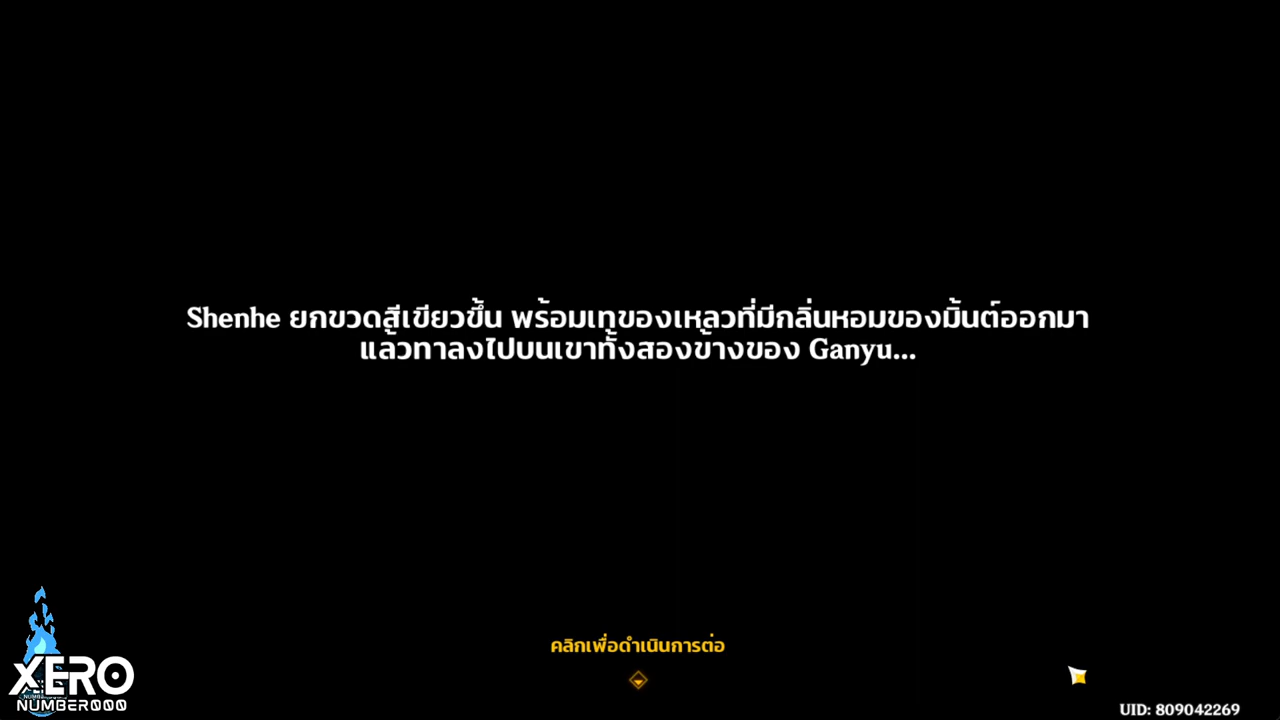 Shenhe ยกขวดสีเขียวขึ้น พร้อมเทของเหลวที่มีกลิ่นหอมของมิ้นต์ออกมา
แล้วทาลงไปบนเขาทั้งสองข้างของ Ganyu...
คลิกเพื่อดำเนินการต่อ
XERO
NUMBER000
UID: 809042269